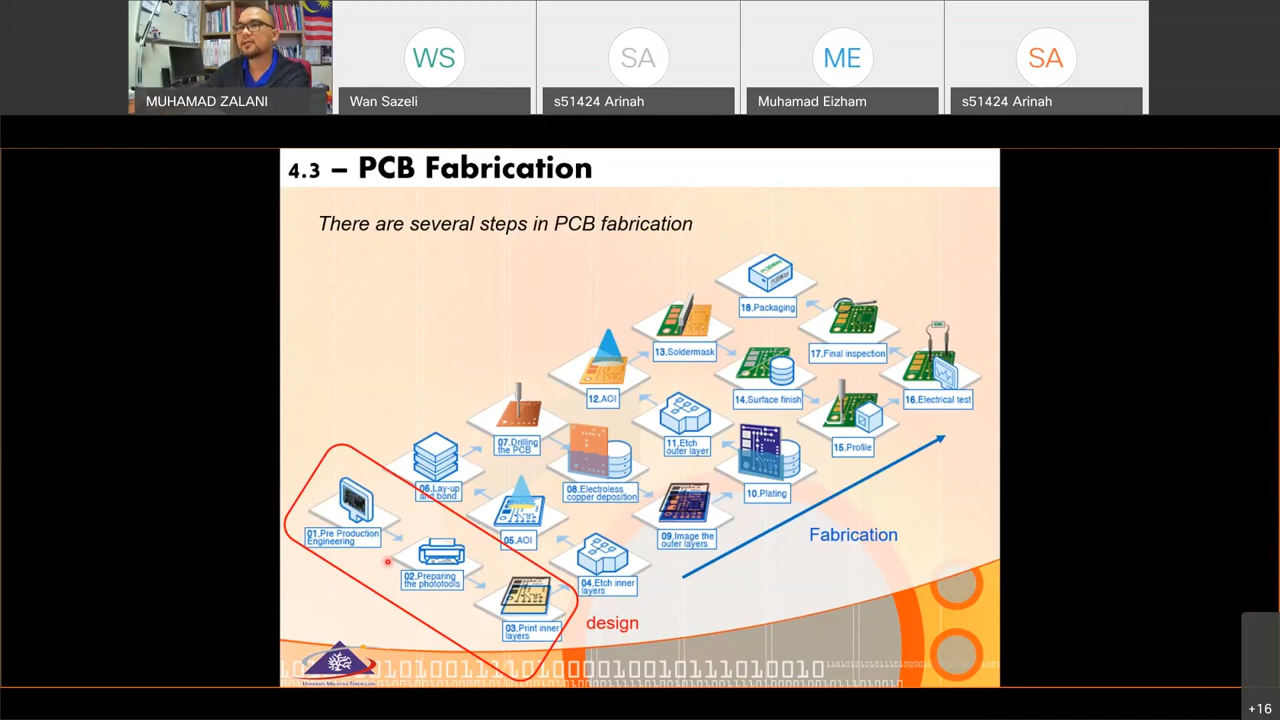 WS
SA
ME
SA
MUHAMAD ZALANI
Wan Sazeli
s51424 Arinah
Muhamad Eizham
s51424 Arinah
4.3 – PCB Fabrication
There are several steps in PCB fabrication
18.Packaging
13.Soldermask
17.Final inspection
12.AOI
14.Surface finish
16.Electrical test
07.Drilling
the PCB
11.Etch
outer layer
15.Profile
06.Lay-up
and bond
08.Electroless
copper deposition
10.Plating
01.Pre Production
Engineering
05.AOI
09.Image the
outer layers
Fabrication
02.Preparing
the phototools
04.Etch inner
layers
03.Print inner
layers
design
+16